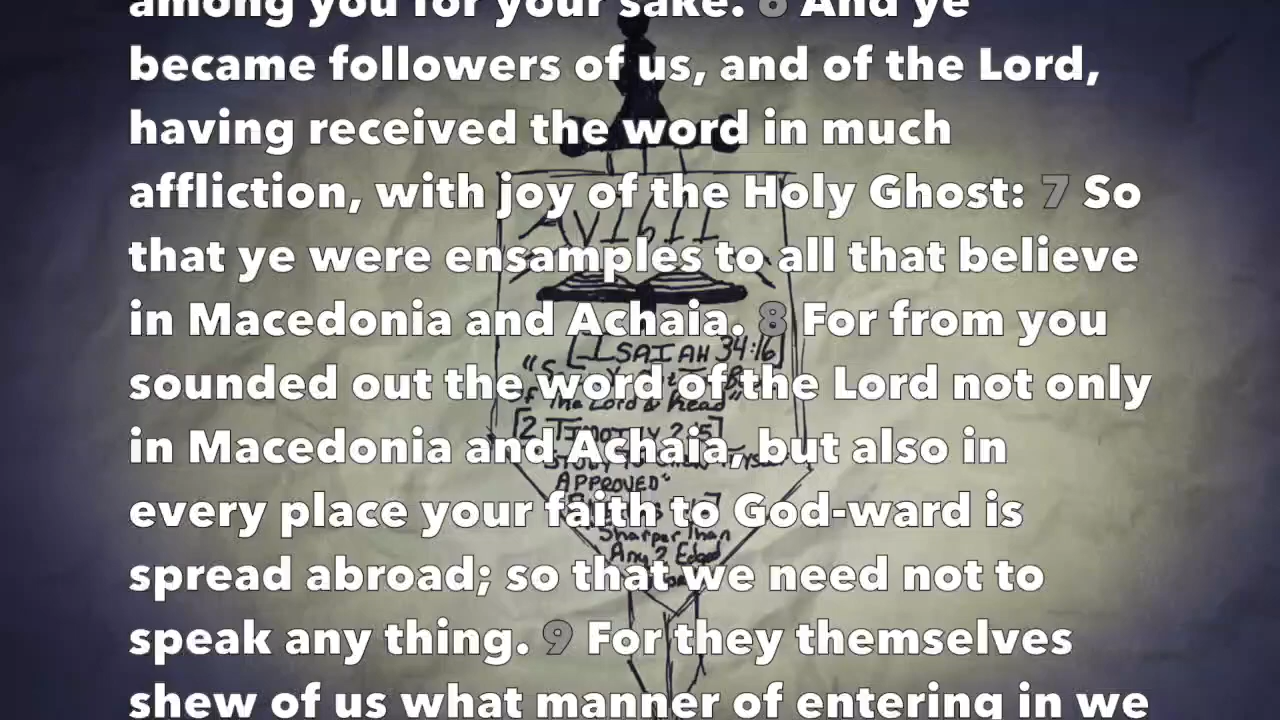 among you for your sake. 6 And ye
became followers of us, and of the Lord,
having received the word in much
affliction, with joy of the Holy Ghost: 7 So
that ye were ensamples to all that believe
in Macedonia and Achaia. 8 For from you
sounded out the word of the Lord not only
in Macedonia and Achaia, but also in
every place your faith to God-ward is
spread abroad; so that we need not to
speak any thing. 9 For they themselves
shew of us what manner of entering in we
AV1611
[ISAIAH 34:16]
The Lord & Read"
APPROVED"
Sharper Than
Any 2 Edged